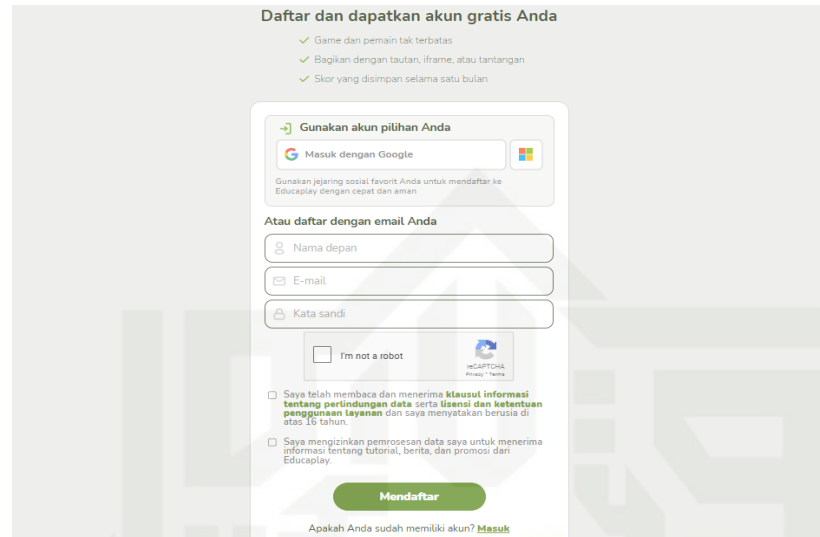 Daftar dan dapatkan akun gratis Anda
Game dan pemain tak terbatas
Bagikan dengan tautan, iframe, atau tantangan
Skor yang disimpan selama satu bulan
Gunakan akun pilihan Anda
Masuk dengan Google
Gunakan jejaring sosial favorit Anda untuk mendaftar ke
Educaplay dengan cepat dan aman
Atau daftar dengan email Anda
Nama depan
E-mail
Kata sandi
I'm not a robot
reCAPTCHA
Privacy * Terms
Saya telah membaca dan menerima klausul informasi
tentang perlindungan data serta lisensi dan ketentuan
penggunaan layanan dan saya menyatakan berusia di
atas 16 tahun.
Saya mengizinkan pemrosesan data saya untuk menerima
informasi tentang tutorial, berita, dan promosi dari
Educaplay.
Mendaftar
Apakah Anda sudah memiliki akun? Masuk